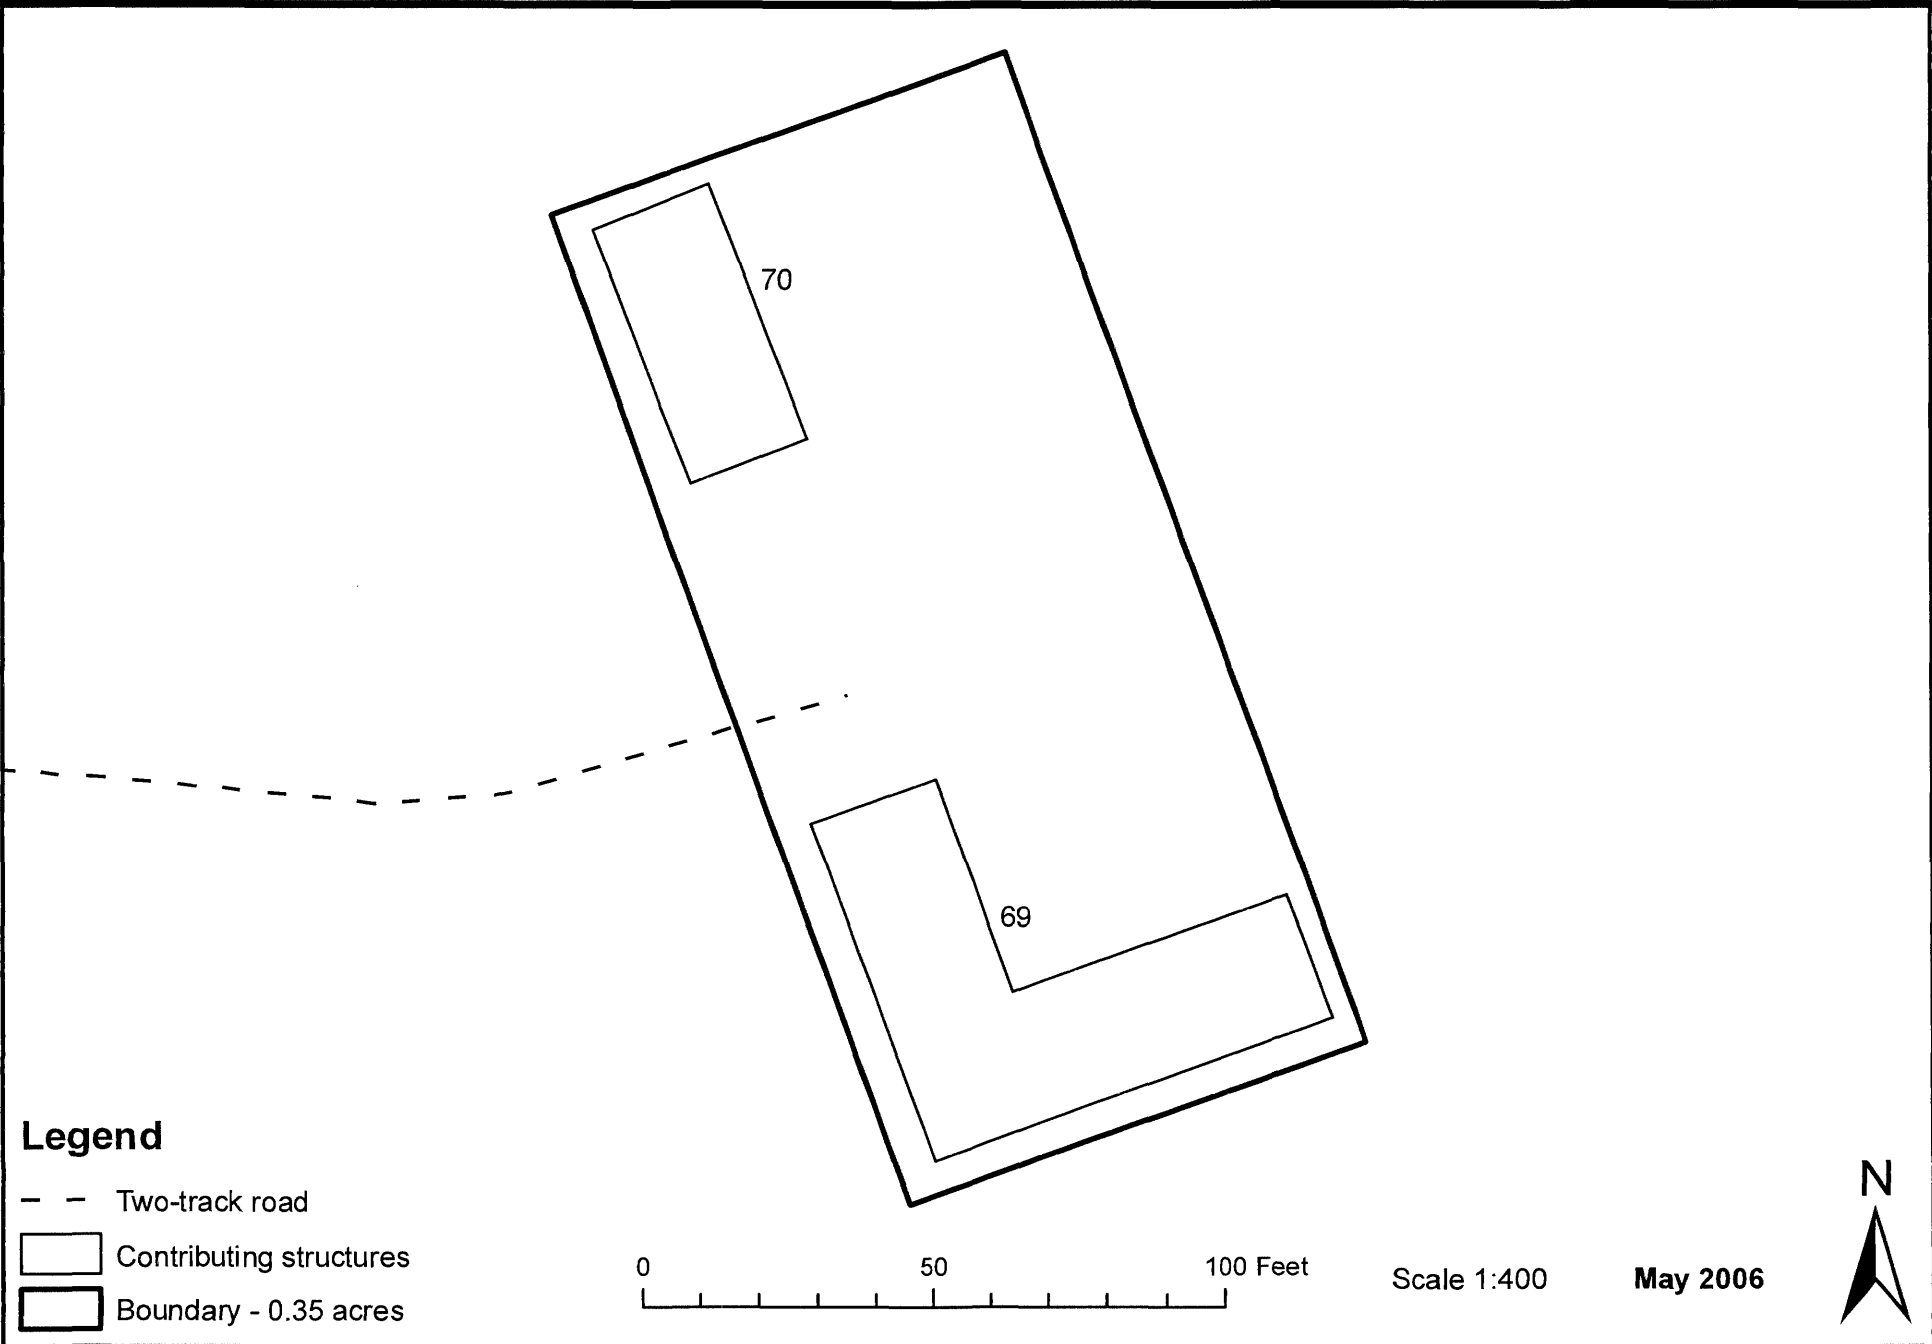 70
69
Legend
Two-track road
Contributing structures
Boundary - 0.35 acres
0 50 100 Feet
Scale 1:400
May 2006
N